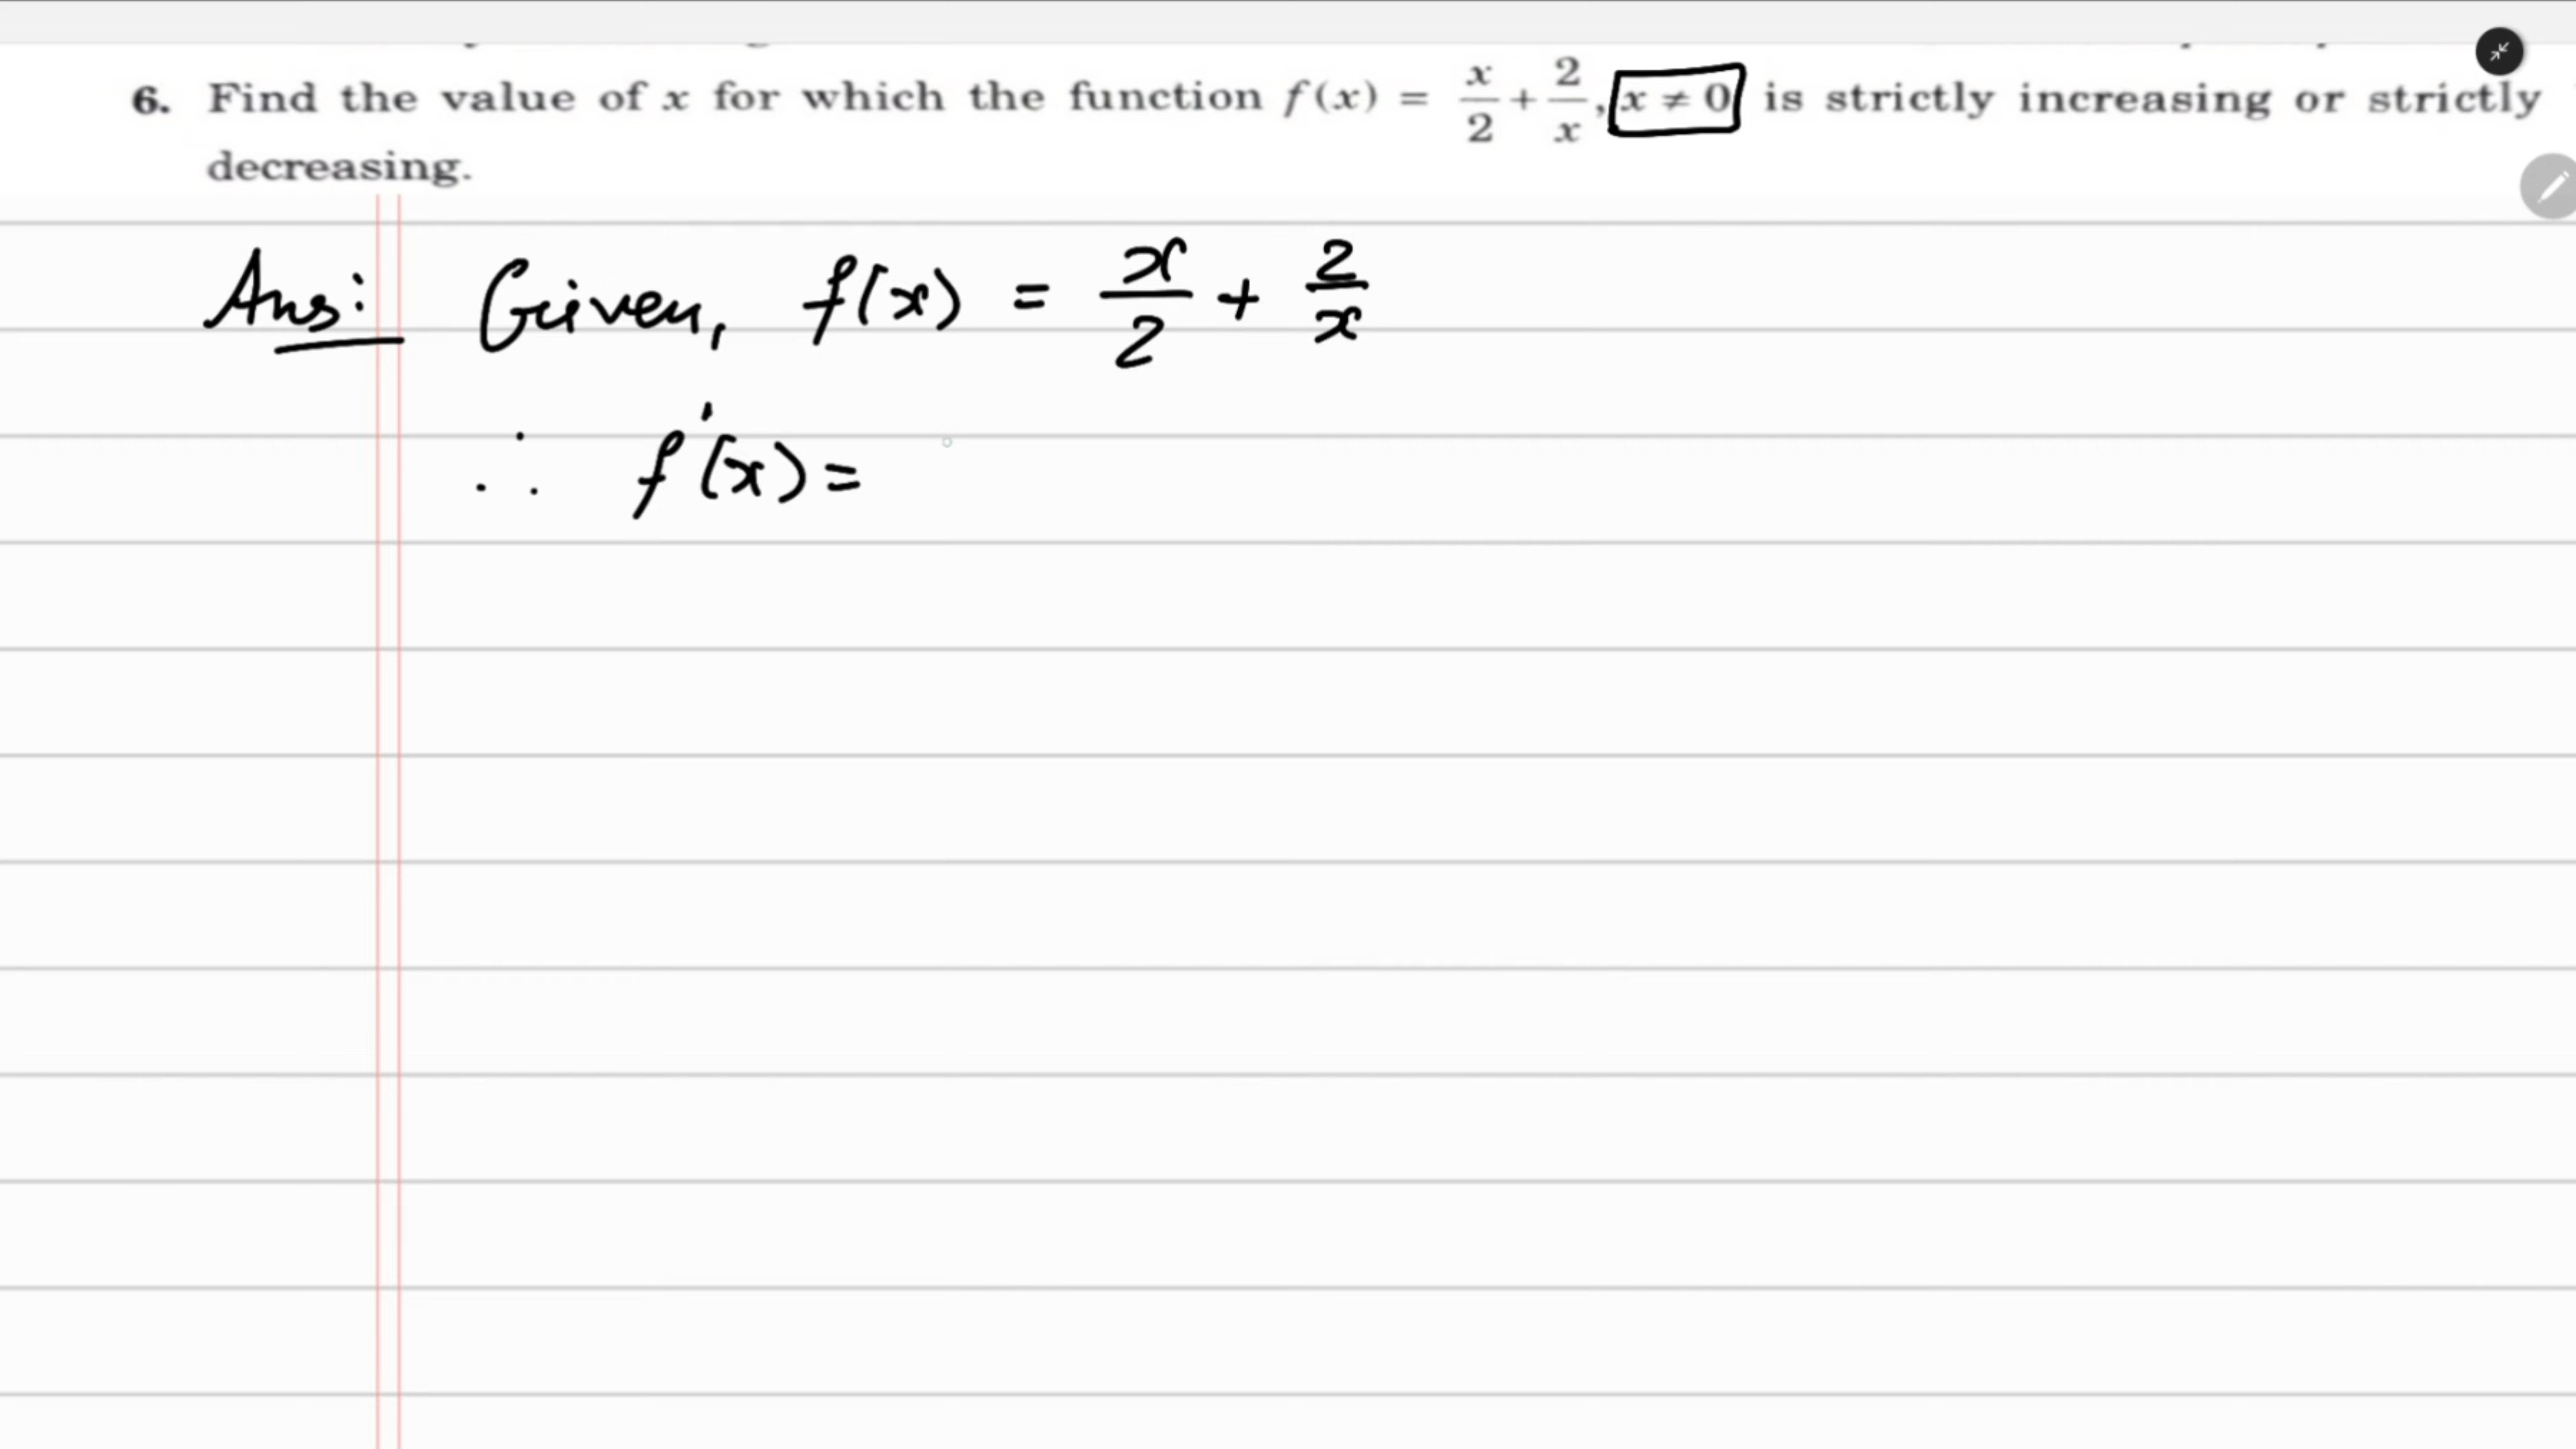 6. Find the value of x for which the function f(x) = x/2 + 2/x, x ≠ 0 is strictly increasing or strictly
decreasing.
Ans: Given, f(x) = x/2 + 2/x
∴ f'(x) =